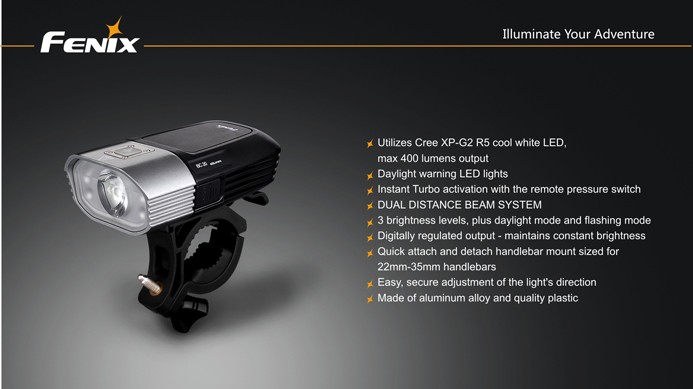 FENIX
Illuminate Your Adventure
Fenix
BC 20
Utilizes Cree XP-G2 R5 cool white LED,
max 400 lumens output
Daylight warning LED lights
Instant Turbo activation with the remote pressure switch
DUAL DISTANCE BEAM SYSTEM
3 brightness levels, plus daylight mode and flashing mode
Digitally regulated output - maintains constant brightness
Quick attach and detach handlebar mount sized for
22mm-35mm handlebars
Easy, secure adjustment of the light's direction
Made of aluminum alloy and quality plastic